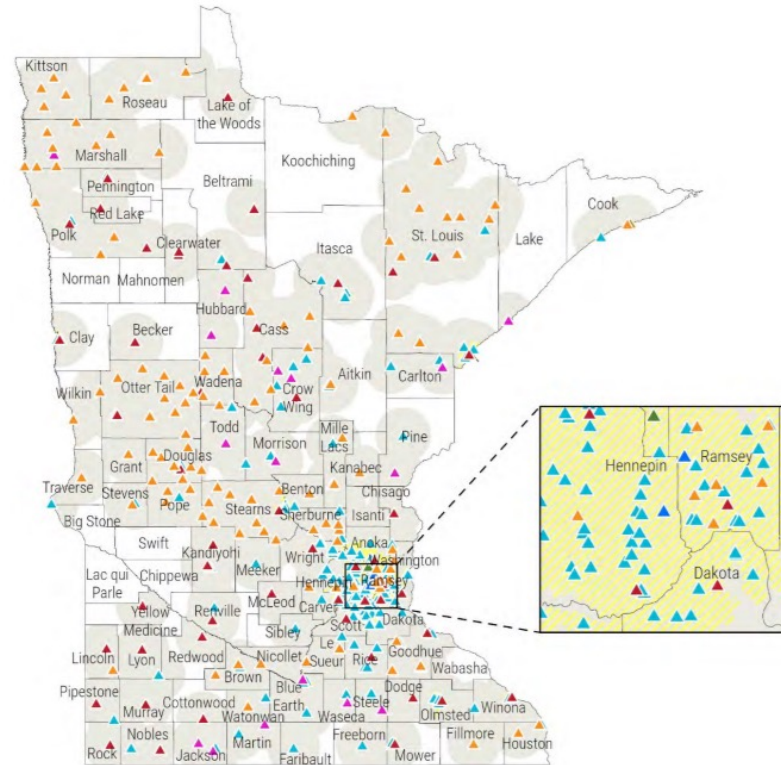 Kittson
Roseau
Lake of
the Woods
Marshall
Koochiching
Pennington
Beltrami
Red Lake
Cook
Polk
Clearwater
St. Louis
Lake
Itasca
Norman
Mahnomen
Hubbard
Cass
Clay
Becker
Wilkin
Otter Tail
Wadena
Crow
Wing
Aitkin
Carlton
Todd
Mille
Lacs
Pine
Grant
Douglas
Morrison
Kanabec
Traverse
Stevens
Pope
Benton
Chisago
Big Stone
Stearns
Sherburne
Isanti
Swift
Kandiyohi
Wright
Anoka
Washington
Lac qui
Parle
Chippewa
Meeker
Hennepin
Ramsey
Yellow
Medicine
Renville
McLeod
Carver
Scott
Dakota
Sibley
Lincoln
Lyon
Redwood
Nicollet
Le
Sueur
Rice
Goodhue
Wabasha
Brown
Pipestone
Murray
Cottonwood
Watonwan
Blue
Earth
Waseca
Steele
Dodge
Olmsted
Winona
Rock
Nobles
Jackson
Martin
Faribault
Freeborn
Mower
Fillmore
Houston
Hennepin
Ramsey
Dakota